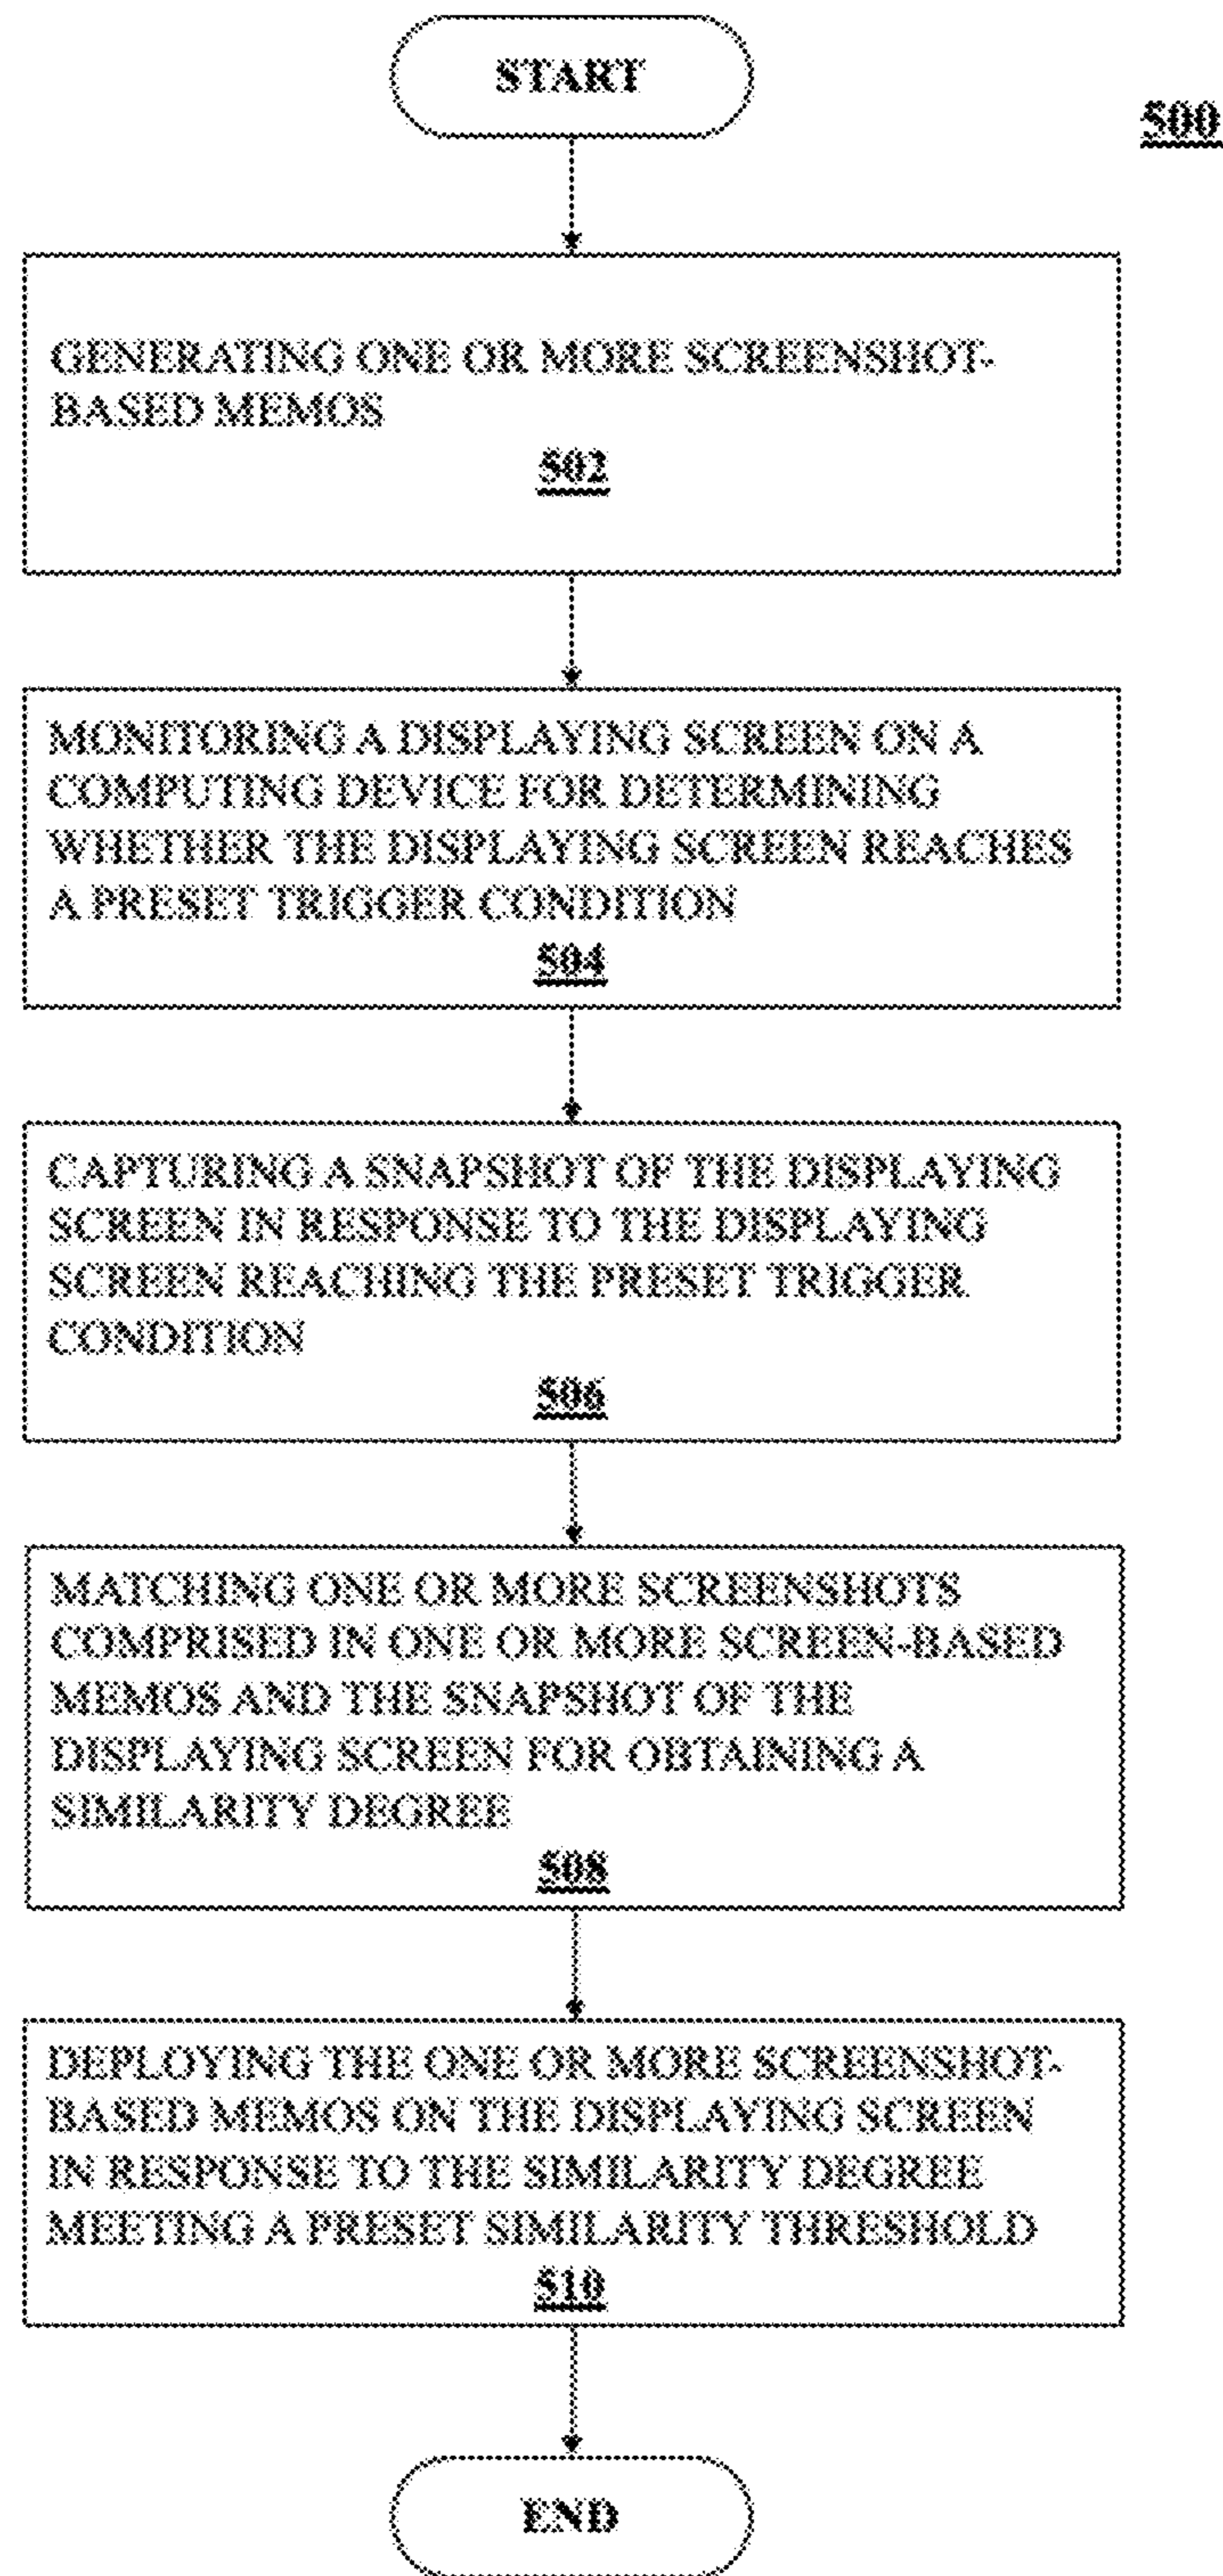 START
500
GENERATING ONE OR MORE SCREENSHOT-
BASED MEMOS
502
MONITORING A DISPLAYING SCREEN ON A
COMPUTING DEVICE FOR DETERMINING
WHETHER THE DISPLAYING SCREEN REACHES
A PRESET TRIGGER CONDITION
504
CAPTURING A SNAPSHOT OF THE DISPLAYING
SCREEN IN RESPONSE TO THE DISPLAYING
SCREEN REACHING THE PRESET TRIGGER
CONDITION
506
MATCHING ONE OR MORE SCREENSHOTS
COMPRISED IN ONE OR MORE SCREEN-BASED
MEMOS AND THE SNAPSHOT OF THE
DISPLAYING SCREEN FOR OBTAINING A
SIMILARITY DEGREE
508
DEPLOYING THE ONE OR MORE SCREENSHOT-
BASED MEMOS ON THE DISPLAYING SCREEN
IN RESPONSE TO THE SIMILARITY DEGREE
MEETING A PRESET SIMILARITY THRESHOLD
510
END